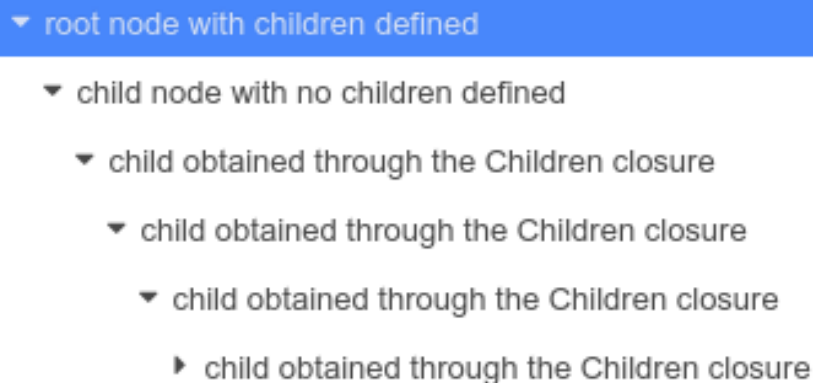 root node with children defined
child node with no children defined
child obtained through the Children closure
child obtained through the Children closure
child obtained through the Children closure
child obtained through the Children closure